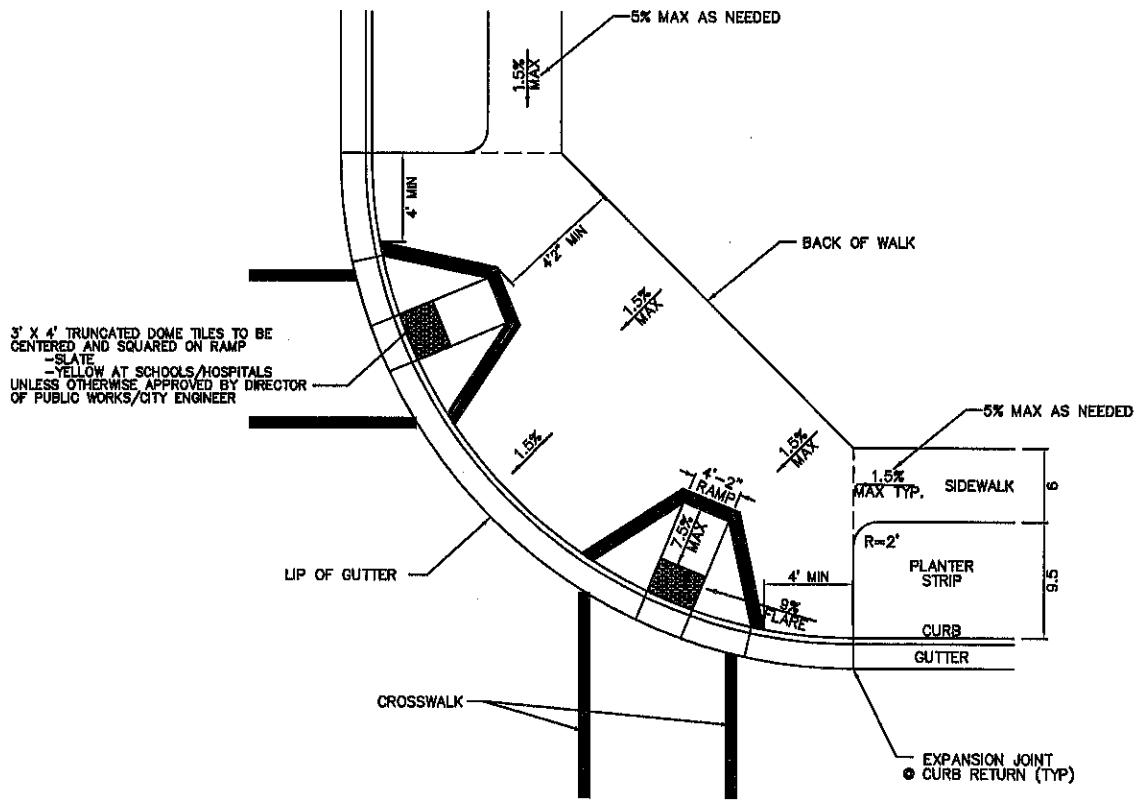 5% MAX AS NEEDED
1.5%
MAX
4' MIN
4'2" MIN
BACK OF WALK
1.5%
MAX
3' X 4' TRUNCATED DOME TILES TO BE
CENTERED AND SQUARED ON RAMP
-SLATE
-YELLOW AT SCHOOLS/HOSPITALS
UNLESS OTHERWISE APPROVED BY DIRECTOR
OF PUBLIC WORKS/CITY ENGINEER
5% MAX AS NEEDED
1.5%
1.5%
MAX
4'-2"
RAMP
1.5%
MAX TYP.
SIDEWALK
6
7.5%
MAX
R=2'
PLANTER
STRIP
9.5
LIP OF GUTTER
4' MIN
9%
FLARE
CURB
GUTTER
CROSSWALK
EXPANSION JOINT
@ CURB RETURN (TYP)